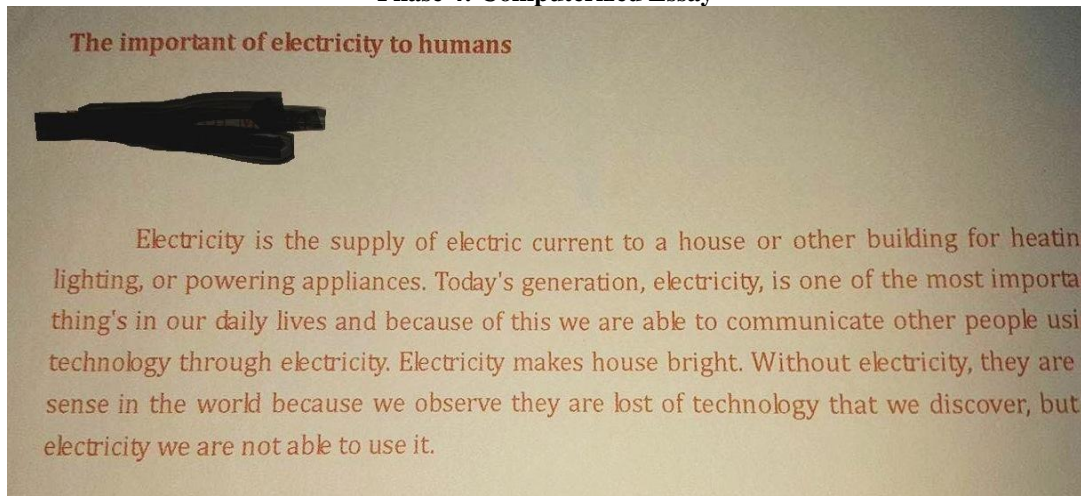 The important of electricity to humans
Electricity is the supply of electric current to a house or other building for heatin
lighting, or powering appliances. Today's generation, electricity, is one of the most importa
thing's in our daily lives and because of this we are able to communicate other people usi
technology through electricity. Electricity makes house bright. Without electricity, they are
sense in the world because we observe they are lost of technology that we discover, but
electricity we are not able to use it.